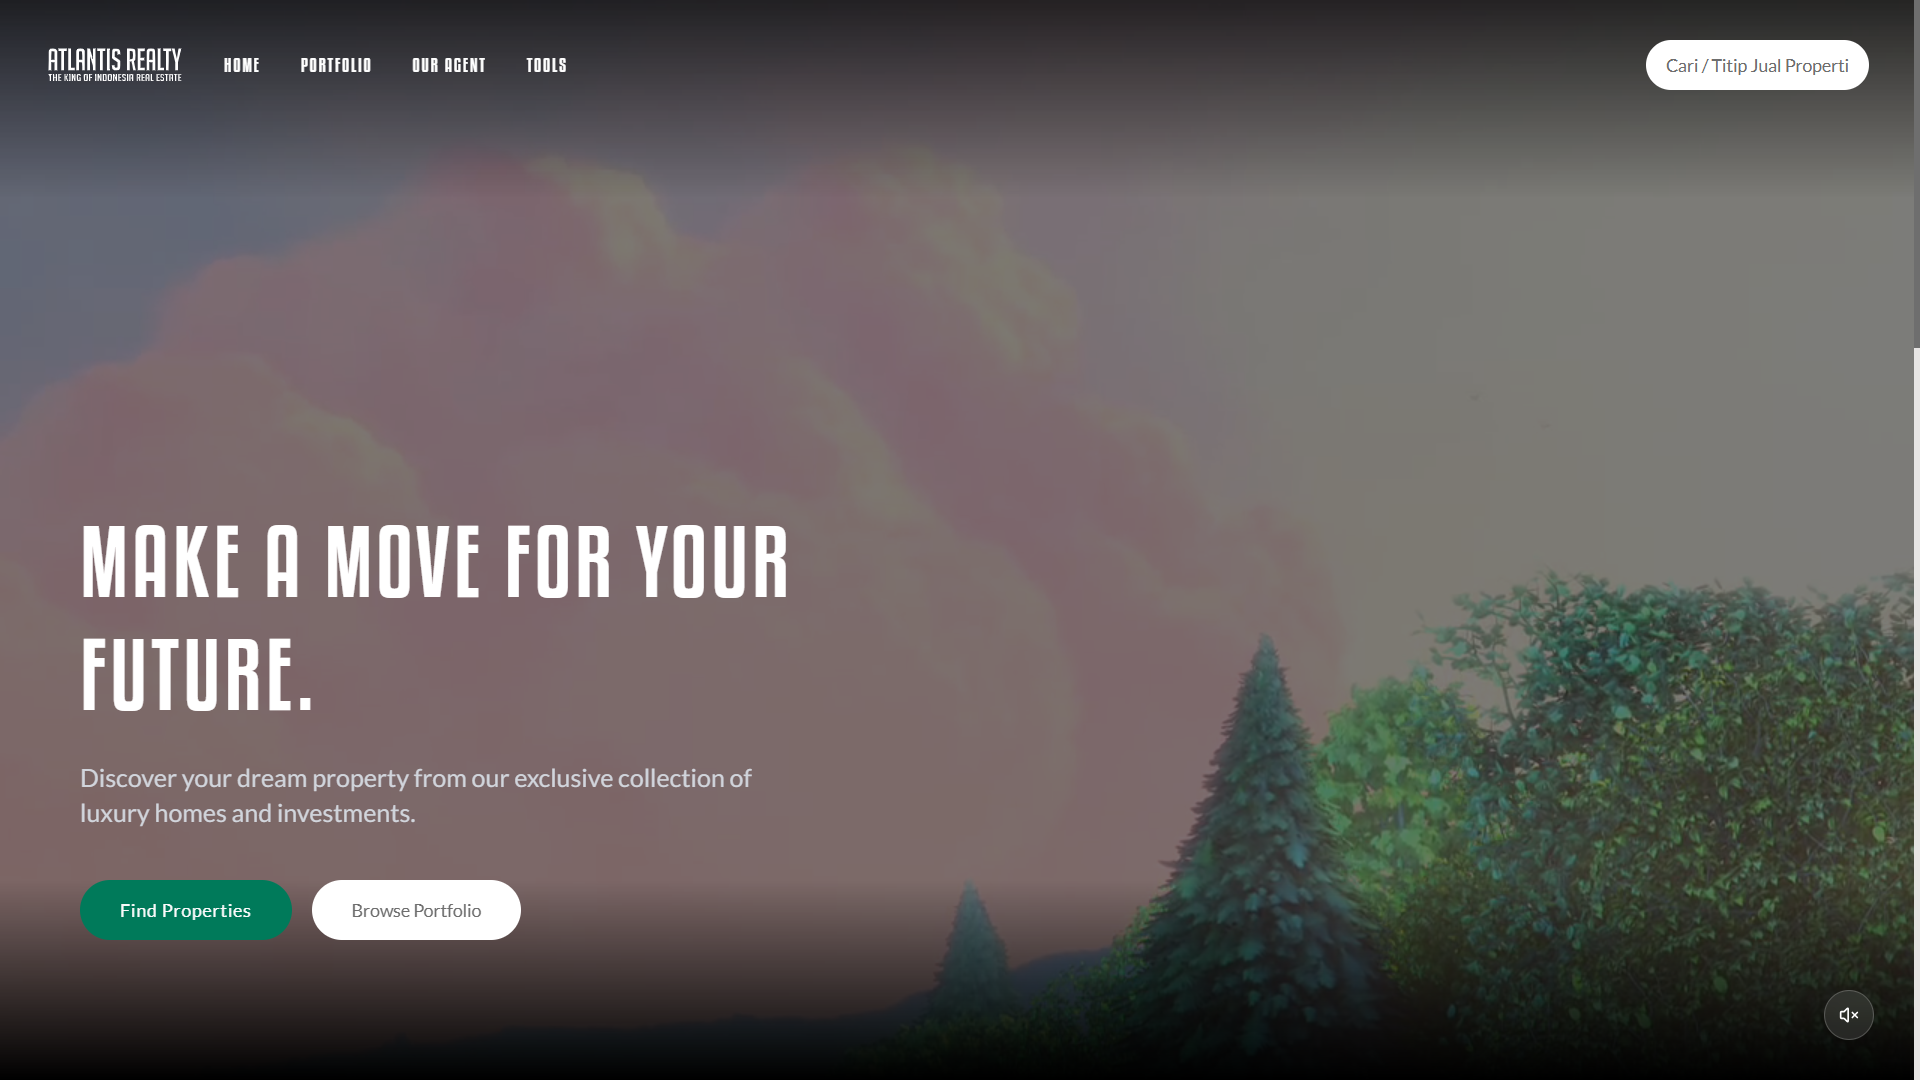 ATLANTIS REALTY
THE KING OF INDONESIA REAL ESTATE
HOME
PORTFOLIO
OUR AGENT
TOOLS
Cari / Titip Jual Properti
MAKE A MOVE FOR YOUR
FUTURE.
Discover your dream property from our exclusive collection of
luxury homes and investments.
Find Properties
Browse Portfolio